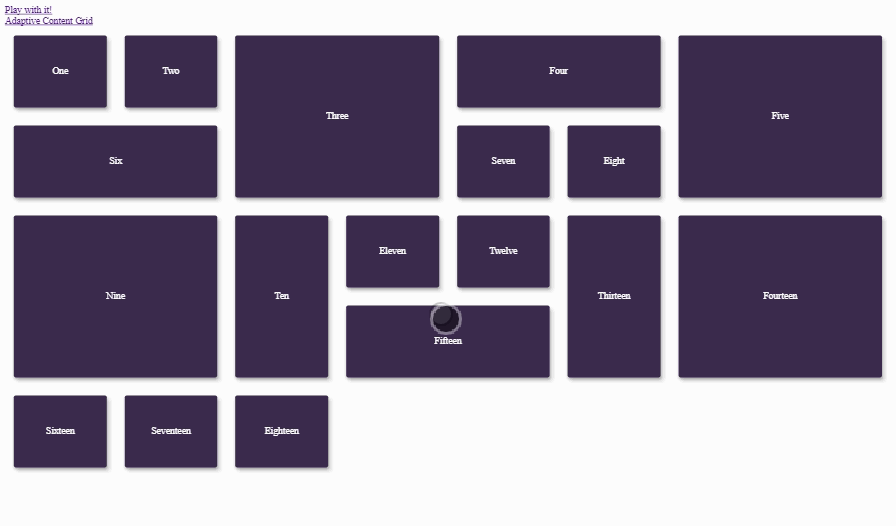 Play with it!
Adaptive Content Grid
One
Two
Three
Four
Five
Six
Seven
Eight
Nine
Ten
Eleven
Twelve
Thirteen
Fourteen
Fifteen
Sixteen
Seventeen
Eighteen